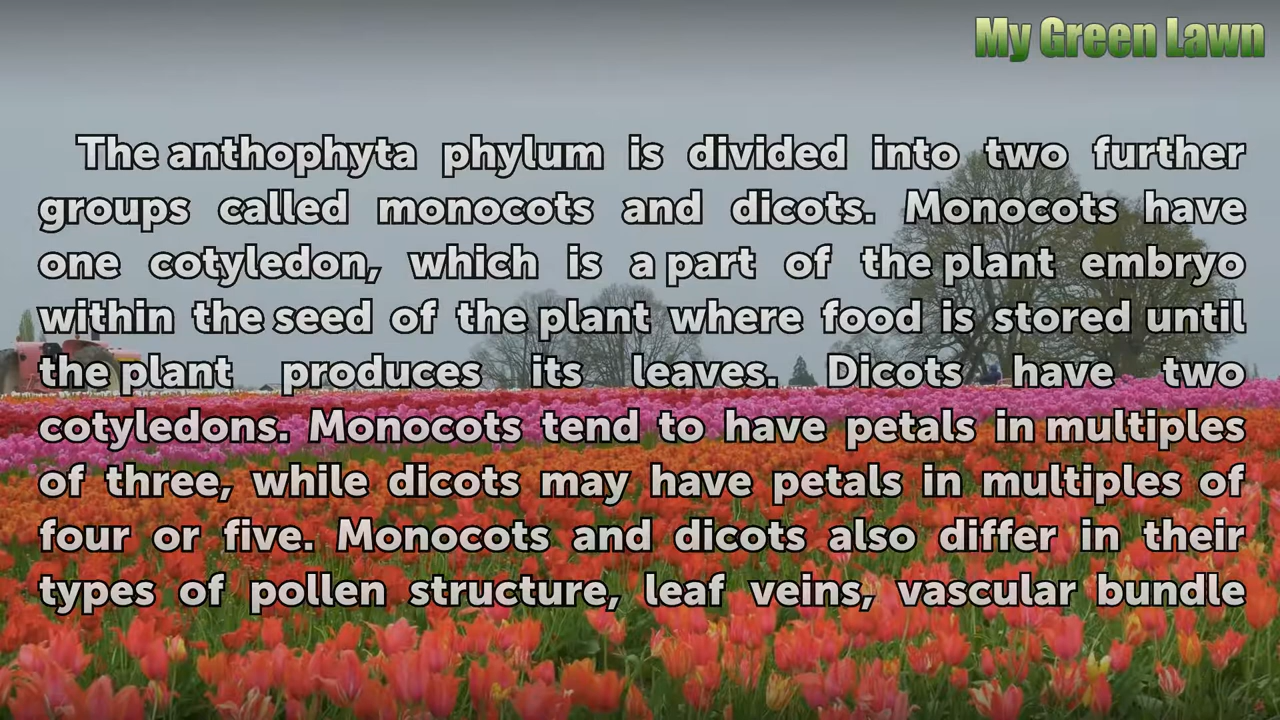 My Green Lawn
The anthophyta phylum is divided into two further
groups called monocots and dicots. Monocots have
one cotyledon, which is a part of the plant embryo
within the seed of the plant where food is stored until
the plant produces its leaves. Dicots have two
cotyledons. Monocots tend to have petals in multiples
of three, while dicots may have petals in multiples of
four or five. Monocots and dicots also differ in their
types of pollen structure, leaf veins, vascular bundle